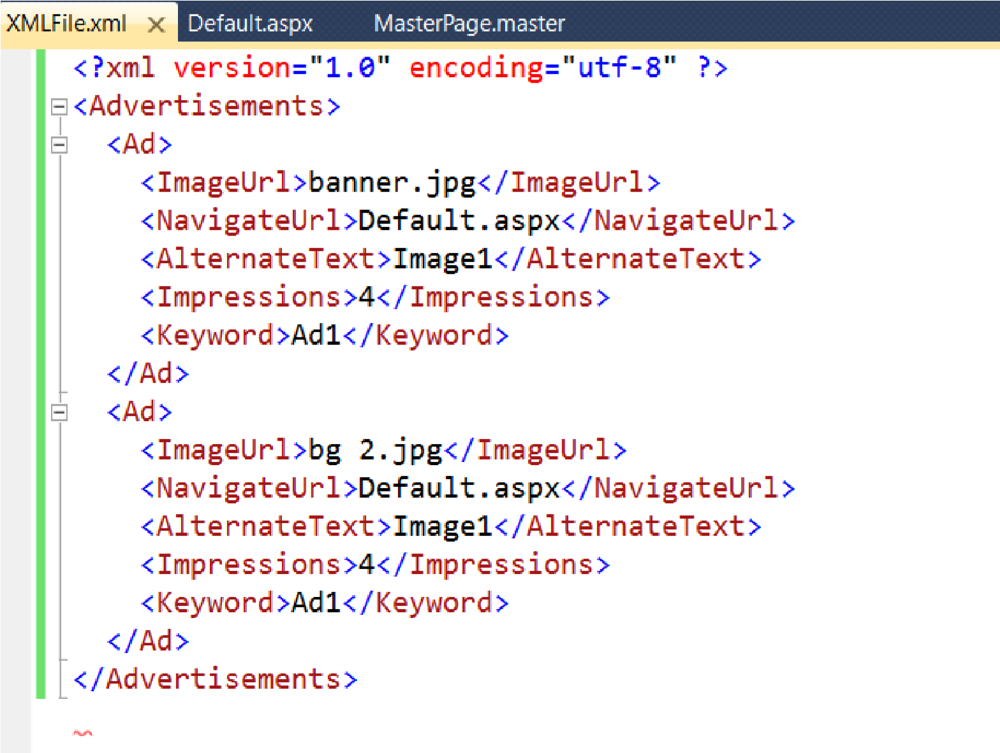 XMLFile.xml × Default.aspx MasterPage.master
<?xml version="1.0" encoding="utf-8" ?>
<Advertisements>
  <Ad>
    <ImageUrl>banner.jpg</ImageUrl>
    <NavigateUrl>Default.aspx</NavigateUrl>
    <AlternateText>Image1</AlternateText>
    <Impressions>4</Impressions>
    <Keyword>Ad1</Keyword>
  </Ad>
  <Ad>
    <ImageUrl>bg 2.jpg</ImageUrl>
    <NavigateUrl>Default.aspx</NavigateUrl>
    <AlternateText>Image1</AlternateText>
    <Impressions>4</Impressions>
    <Keyword>Ad1</Keyword>
  </Ad>
</Advertisements>